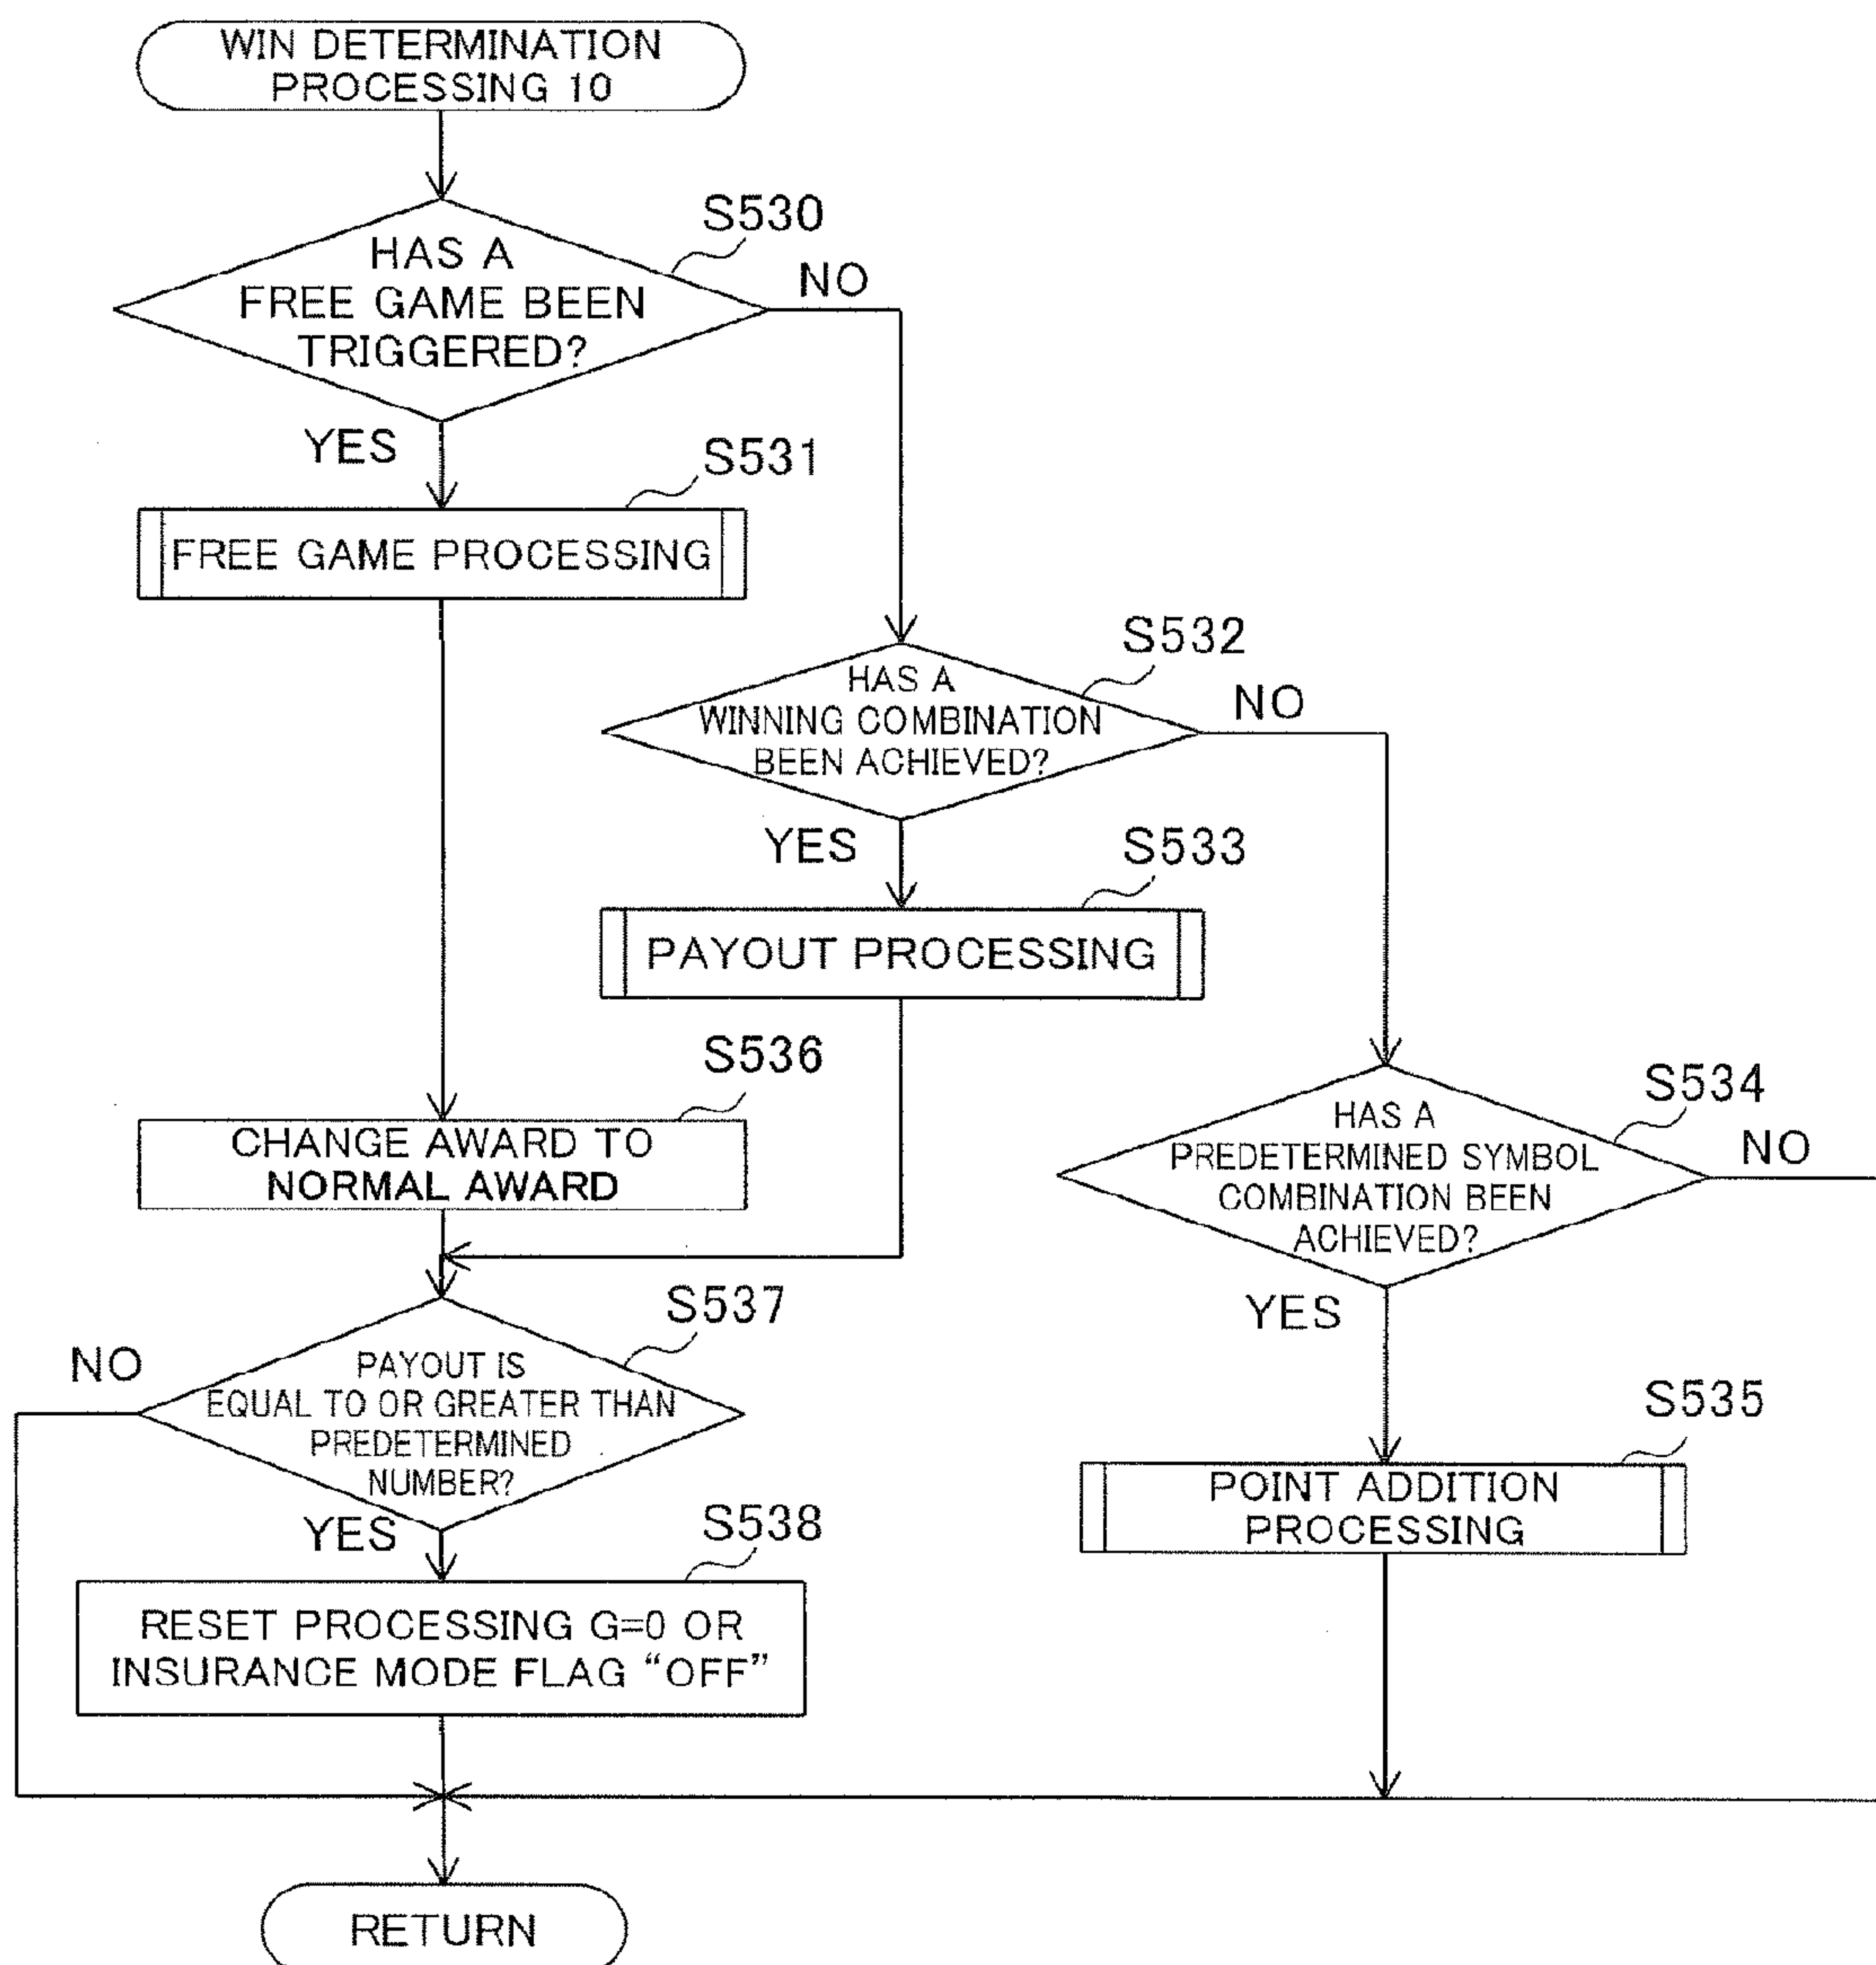 WIN DETERMINATION
PROCESSING 10
S530
HAS A
FREE GAME BEEN
TRIGGERED?
NO
YES
S531
FREE GAME PROCESSING
S532
HAS A
WINNING COMBINATION
BEEN ACHIEVED?
NO
YES
S533
PAYOUT PROCESSING
S536
CHANGE AWARD TO
NORMAL AWARD
S534
HAS A
PREDETERMINED SYMBOL
COMBINATION BEEN
ACHIEVED?
NO
YES
S537
PAYOUT IS
EQUAL TO OR GREATER THAN
PREDETERMINED
NUMBER?
NO
YES
S535
POINT ADDITION
PROCESSING
S538
RESET PROCESSING G=0 OR
INSURANCE MODE FLAG “OFF”
RETURN